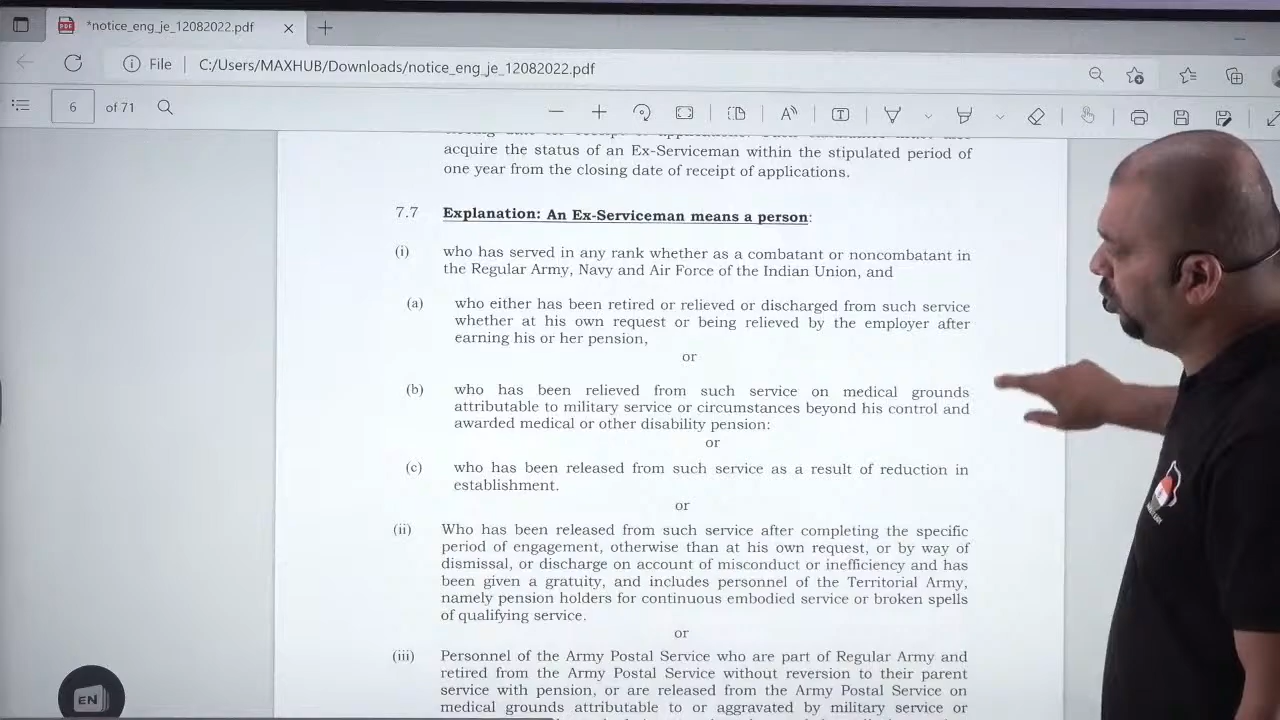 *notice_eng_je_12082022.pdf
File
C:/Users/MAXHUB/Downloads/notice_eng_je_12082022.pdf
6 of 71
acquire the status of an Ex-Serviceman within the stipulated period of
one year from the closing date of receipt of applications.
7.7 Explanation: An Ex-Serviceman means a person:
(i) who has served in any rank whether as a combatant or noncombatant in
the Regular Army, Navy and Air Force of the Indian Union, and
(a) who either has been retired or relieved or discharged from such service
whether at his own request or being relieved by the employer after
earning his or her pension,
or
(b) who has been relieved from such service on medical grounds
attributable to military service or circumstances beyond his control and
awarded medical or other disability pension:
or
(c) who has been released from such service as a result of reduction in
establishment.
or
(ii) Who has been released from such service after completing the specific
period of engagement, otherwise than at his own request, or by way of
dismissal, or discharge on account of misconduct or inefficiency and has
been given a gratuity, and includes personnel of the Territorial Army,
namely pension holders for continuous embodied service or broken spells
of qualifying service.
or
(iii) Personnel of the Army Postal Service who are part of Regular Army and
retired from the Army Postal Service without reversion to their parent
service with pension, or are released from the Army Postal Service on
medical grounds attributable to or aggravated by military service or
EN